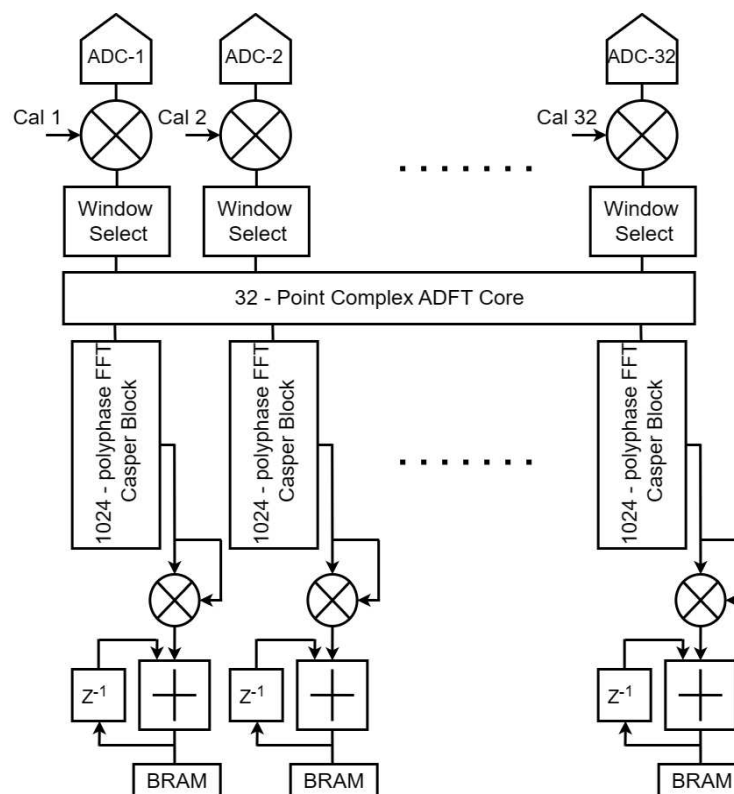 ADC-1
ADC-2
ADC-32
Cal 1
Cal 2
Cal 32
. . . . . . .
Window
Select
Window
Select
Window
Select
32 - Point Complex ADFT Core
1024 - polyphase FFT
Casper Block
1024 - polyphase FFT
Casper Block
1024 - polyphase FFT
Casper Block
. . . . . . .
Z⁻¹
Z⁻¹
Z⁻¹
BRAM
BRAM
BRAM